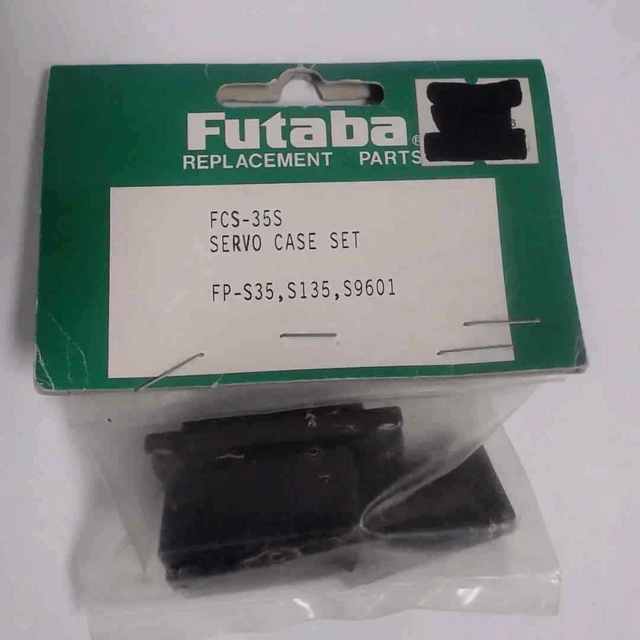 Futaba®
REPLACEMENT PARTS
FCS-35S
SERVO CASE SET
FP-S35,S135,S9601